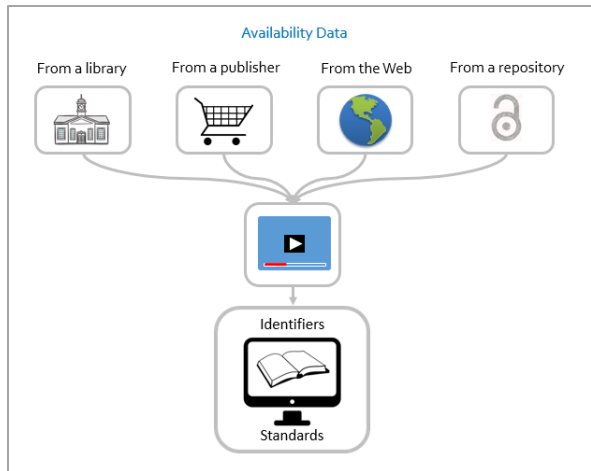 Availability Data
From a library
From a publisher
From the Web
From a repository
Identifiers
Standards